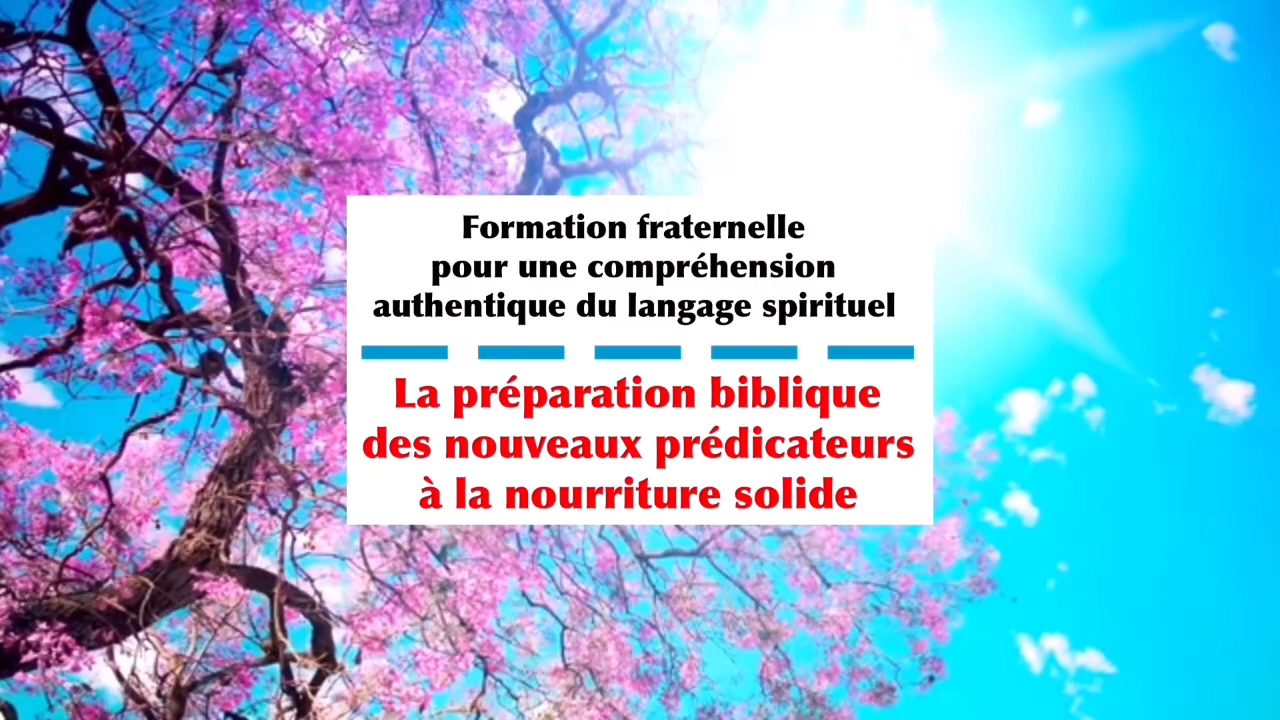 Formation fraternelle
pour une compréhension
authentique du langage spirituel
La préparation biblique
des nouveaux prédicateurs
à la nourriture solide